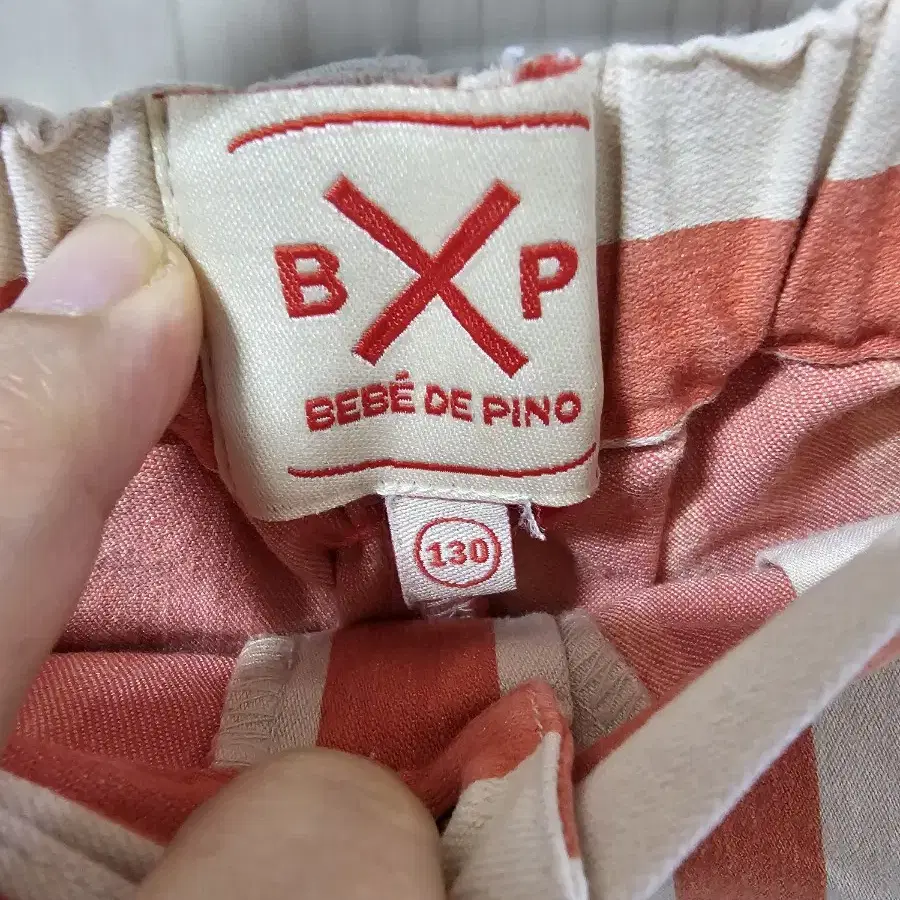 B X P
BEBÉ DE PINO
130